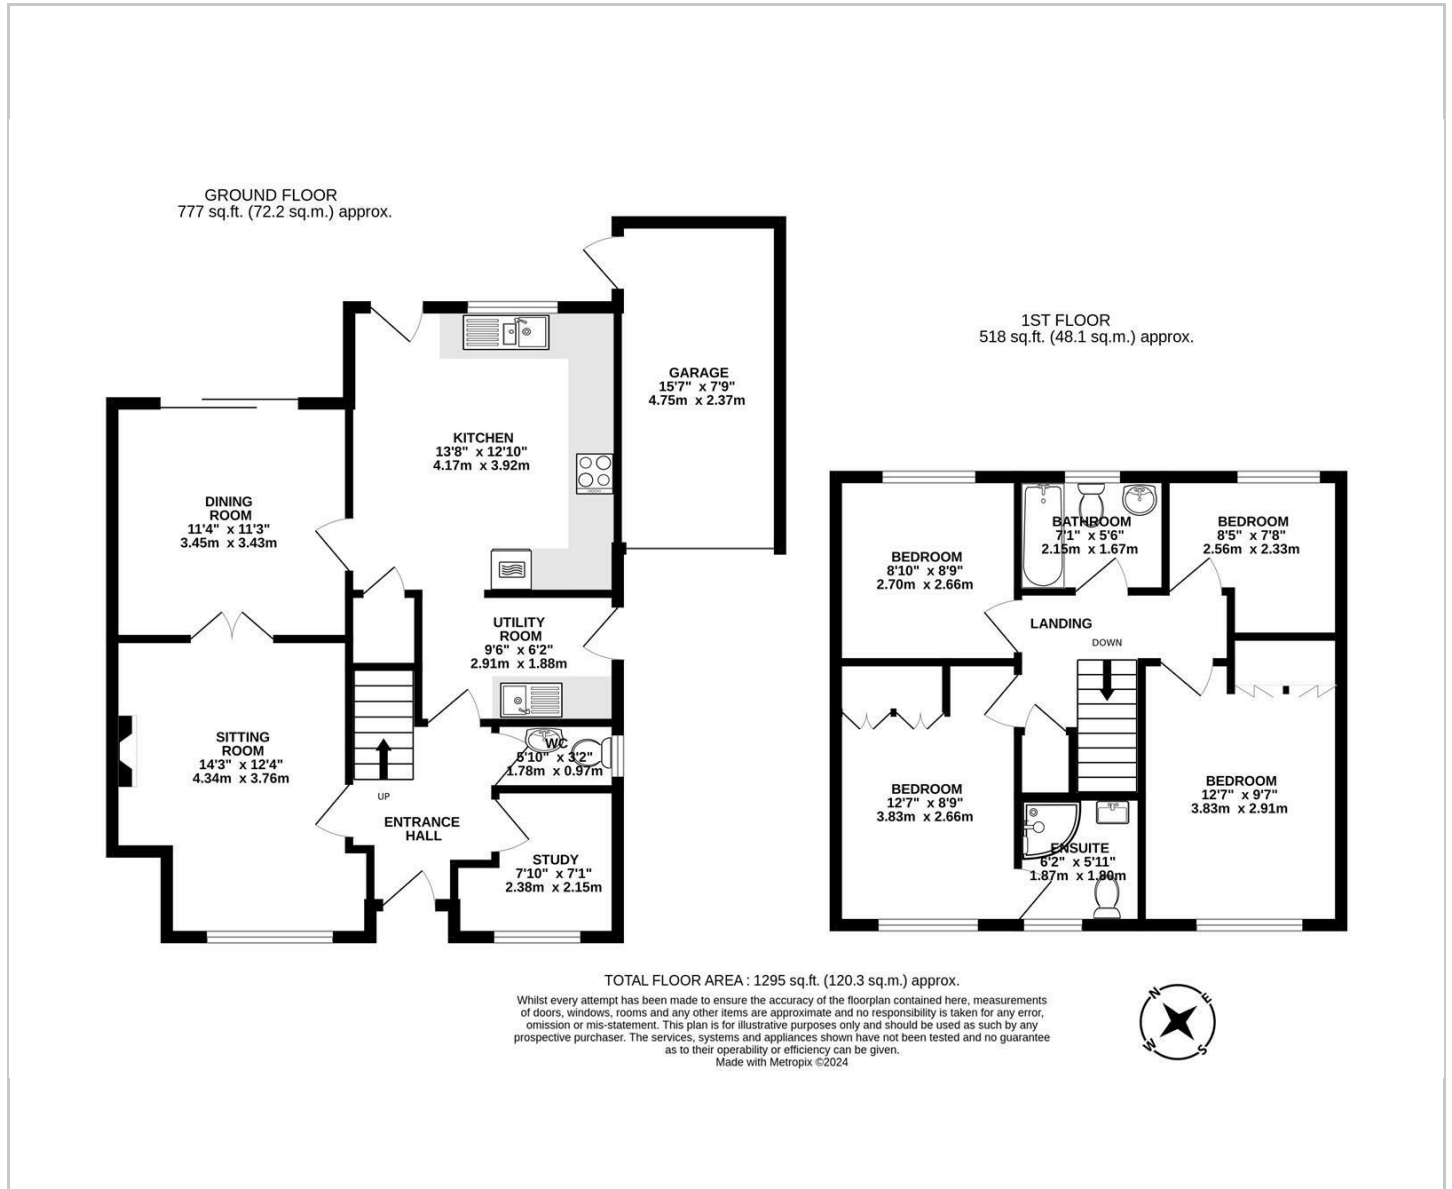 GROUND FLOOR
777 sq.ft. (72.2 sq.m.) approx.
GARAGE
15'7" x 7'9"
4.75m x 2.37m
KITCHEN
13'8" x 12'10"
4.17m x 3.92m
DINING
ROOM
11'4" x 11'3"
3.45m x 3.43m
UTILITY
ROOM
9'6" x 6'2"
2.91m x 1.88m
SITTING
ROOM
14'3" x 12'4"
4.34m x 3.76m
WC
5'10" x 3'2"
1.78m x 0.97m
UP
ENTRANCE
HALL
STUDY
7'10" x 7'1"
2.38m x 2.15m
1ST FLOOR
518 sq.ft. (48.1 sq.m.) approx.
BEDROOM
8'10" x 8'9"
2.70m x 2.66m
BATHROOM
7'1" x 5'6"
2.15m x 1.67m
BEDROOM
8'5" x 7'8"
2.56m x 2.33m
LANDING
DOWN
BEDROOM
12'7" x 8'9"
3.83m x 2.66m
ENSUITE
6'2" x 5'11"
1.87m x 1.80m
BEDROOM
12'7" x 9'7"
3.83m x 2.91m
TOTAL FLOOR AREA : 1295 sq.ft. (120.3 sq.m.) approx.
Whilst every attempt has been made to ensure the accuracy of the floorplan contained here, measurements
of doors, windows, rooms and any other items are approximate and no responsibility is taken for any error,
omission or mis-statement. This plan is for illustrative purposes only and should be used as such by any
prospective purchaser. The services, systems and appliances shown have not been tested and no guarantee
as to their operability or efficiency can be given.
Made with Metropix ©2024
N
E
W
S